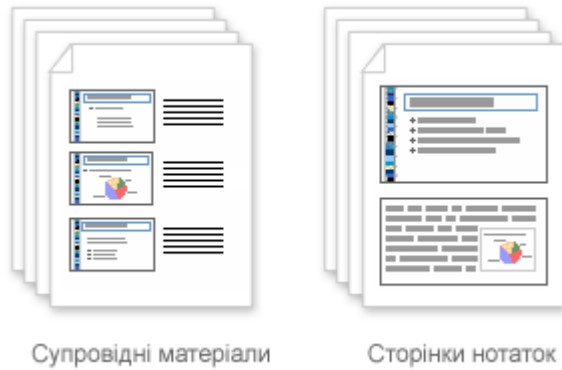 Супровідні матеріали
Сторінки нотаток